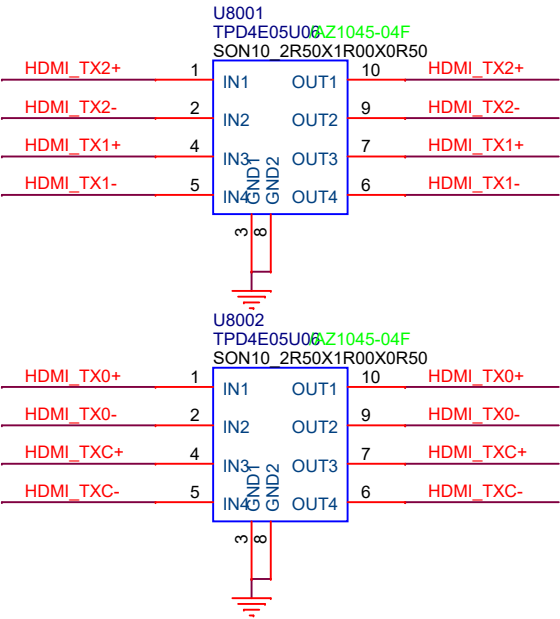 U8001
TPD4E05U06 AZ1045-04F
SON10_2R50X1R00X0R50
HDMI_TX2+ 1 IN1 OUT1 10 HDMI_TX2+
HDMI_TX2- 2 IN2 OUT2 9 HDMI_TX2-
HDMI_TX1+ 4 IN3 OUT3 7 HDMI_TX1+
HDMI_TX1- 5 IN4 OUT4 6 HDMI_TX1-
GND1 GND2
3 8
U8002
TPD4E05U06 AZ1045-04F
SON10_2R50X1R00X0R50
HDMI_TX0+ 1 IN1 OUT1 10 HDMI_TX0+
HDMI_TX0- 2 IN2 OUT2 9 HDMI_TX0-
HDMI_TXC+ 4 IN3 OUT3 7 HDMI_TXC+
HDMI_TXC- 5 IN4 OUT4 6 HDMI_TXC-
GND1 GND2
3 8